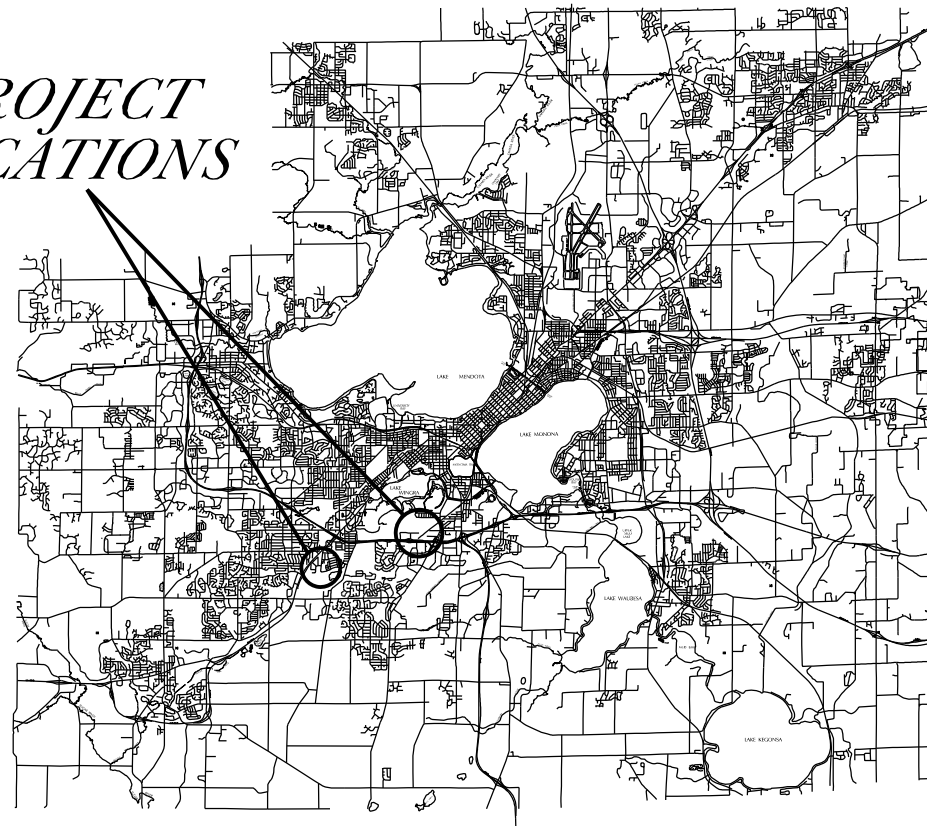 ROJECT
CATIONS
LAKE MENDOTA
LAKE MONONA
LAKE
WINGRA
LAKE WAUBESA
LAKE KEGONSA